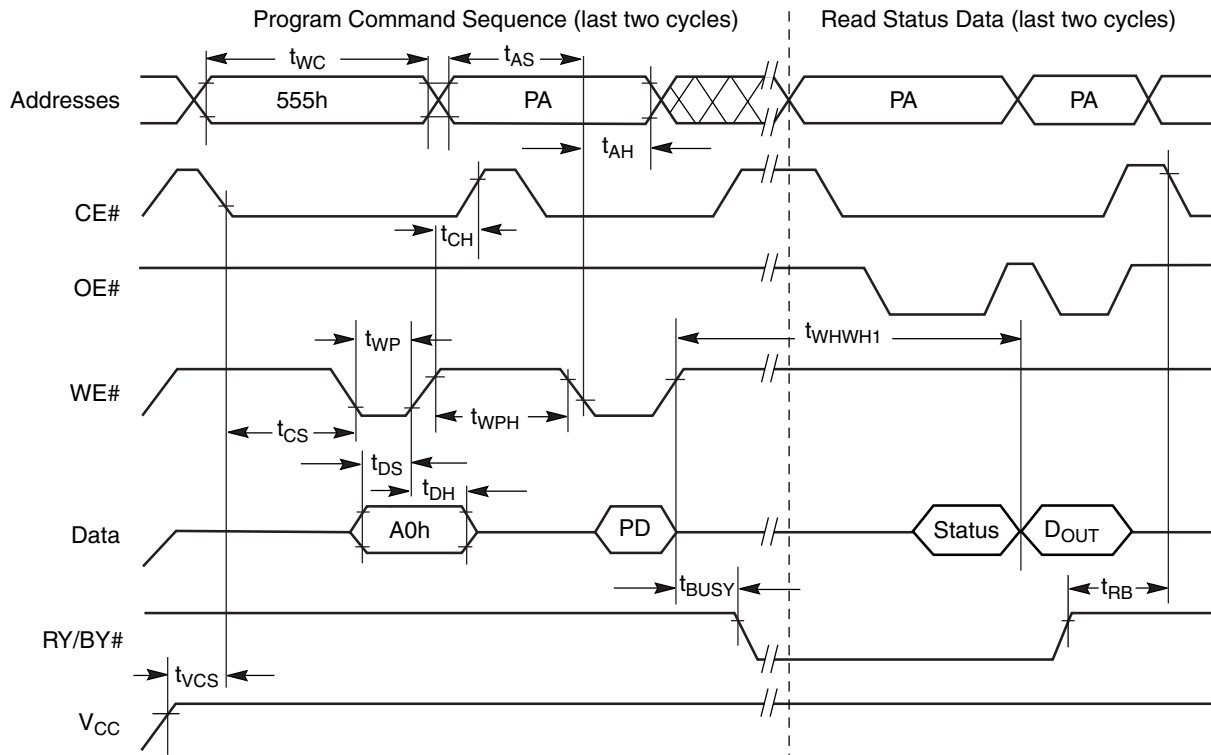 Program Command Sequence (last two cycles)
Read Status Data (last two cycles)
tWC
tAS
Addresses
555h
PA
PA
PA
tAH
CE#
tCH
OE#
tWP
tWHWH1
WE#
tWPH
tCS
tDS
tDH
Data
A0h
PD
Status
DOUT
tBUSY
tRB
RY/BY#
tVCS
VCC